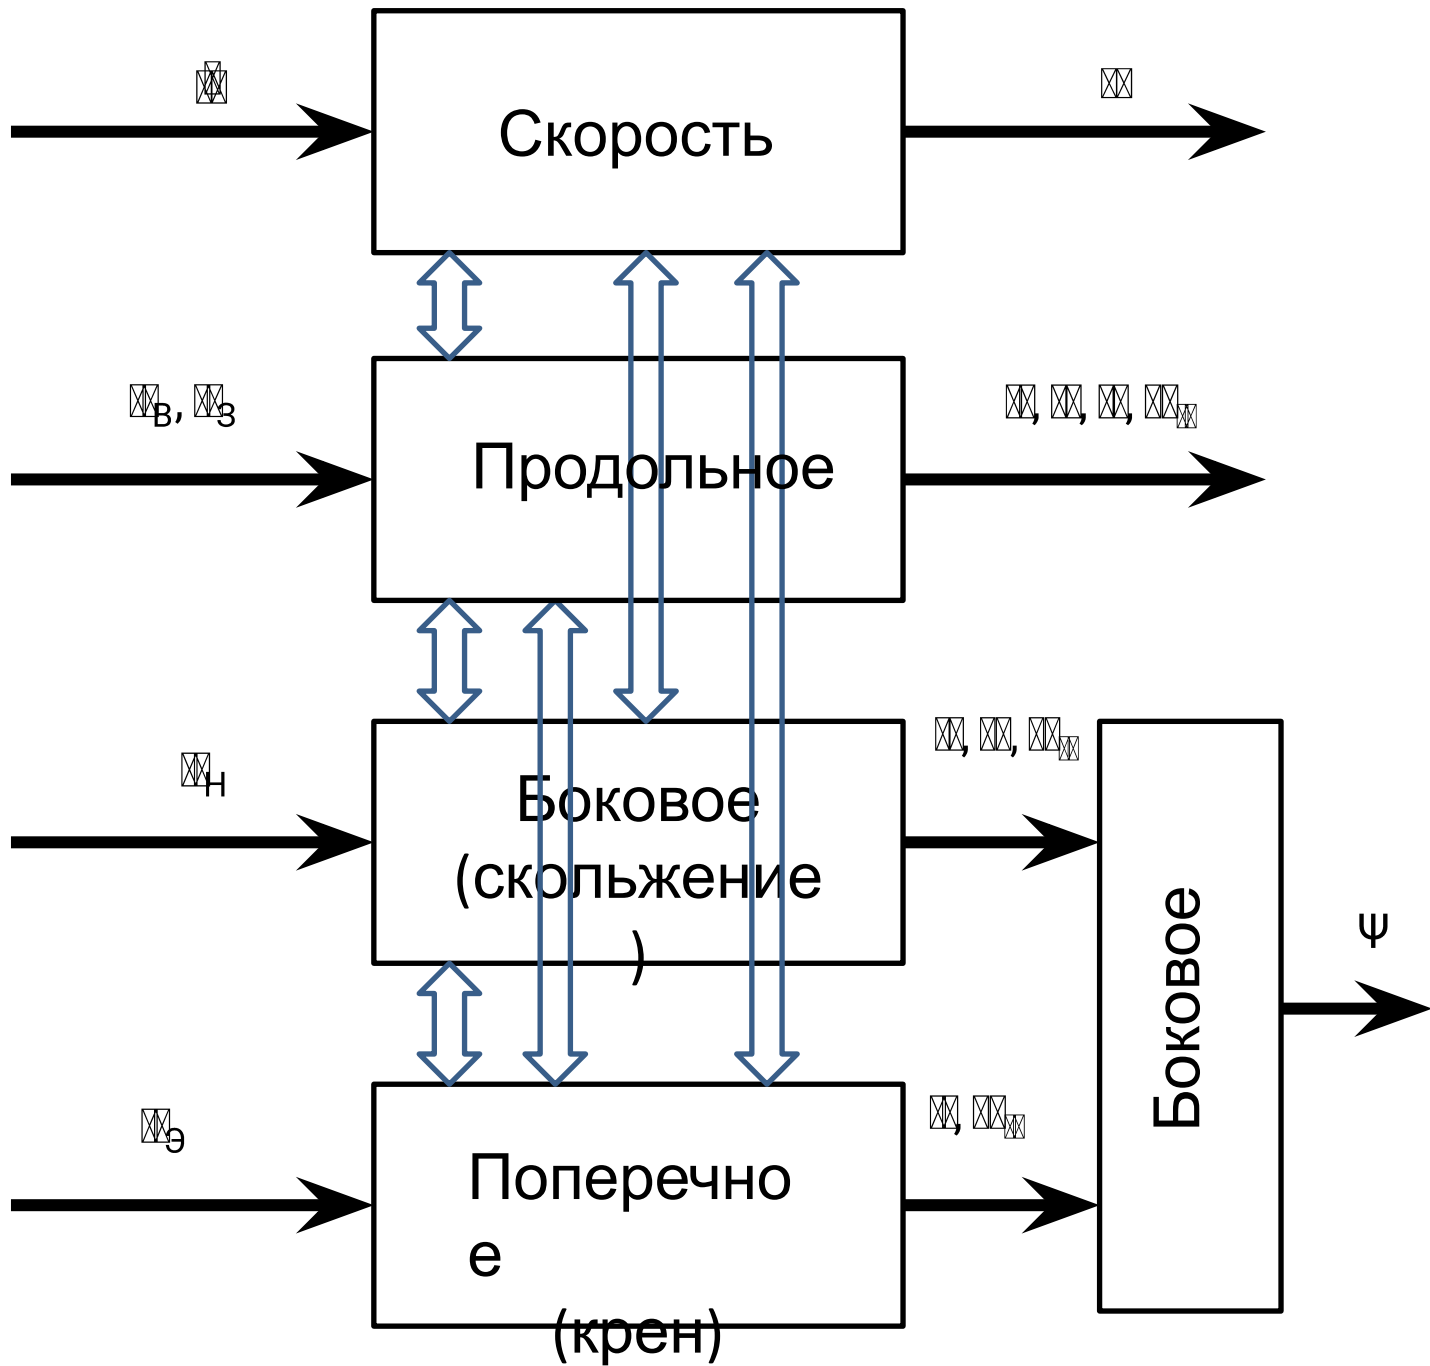 Скорость
в, з
Продольное
н
Боковое
(скольжение
)
э
Поперечно
е
(крен)
Боковое
ψ